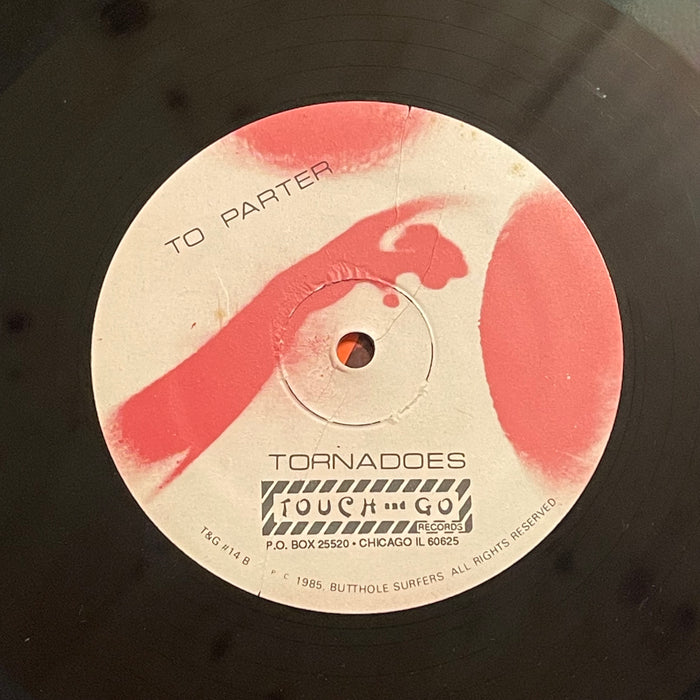 TO PARTER
TORNADOES
TOUCH and GO
RECORDS
P.O. BOX 25520 • CHICAGO IL 60625
T&G #14 B
P C 1985, BUTTHOLE SURFERS ALL RIGHTS RESERVED